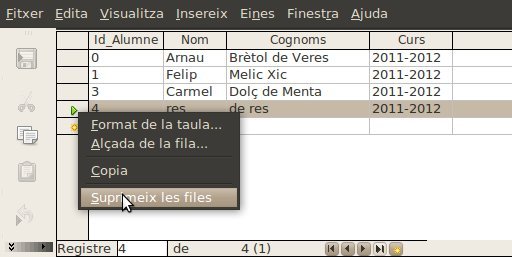 Fitxer Edita Visualitza Insereix Eines Finestra Ajuda
Id_Alumne Nom Cognoms Curs
0 Arnau Brètol de Veres 2011-2012
1 Felip Melic Xic 2011-2012
3 Carmel Dolç de Menta 2011-2012
4 res de res 2011-2012
Format de la taula...
Alçada de la fila...
Copia
Suprimeix les files
Registre 4 de 4 (1)